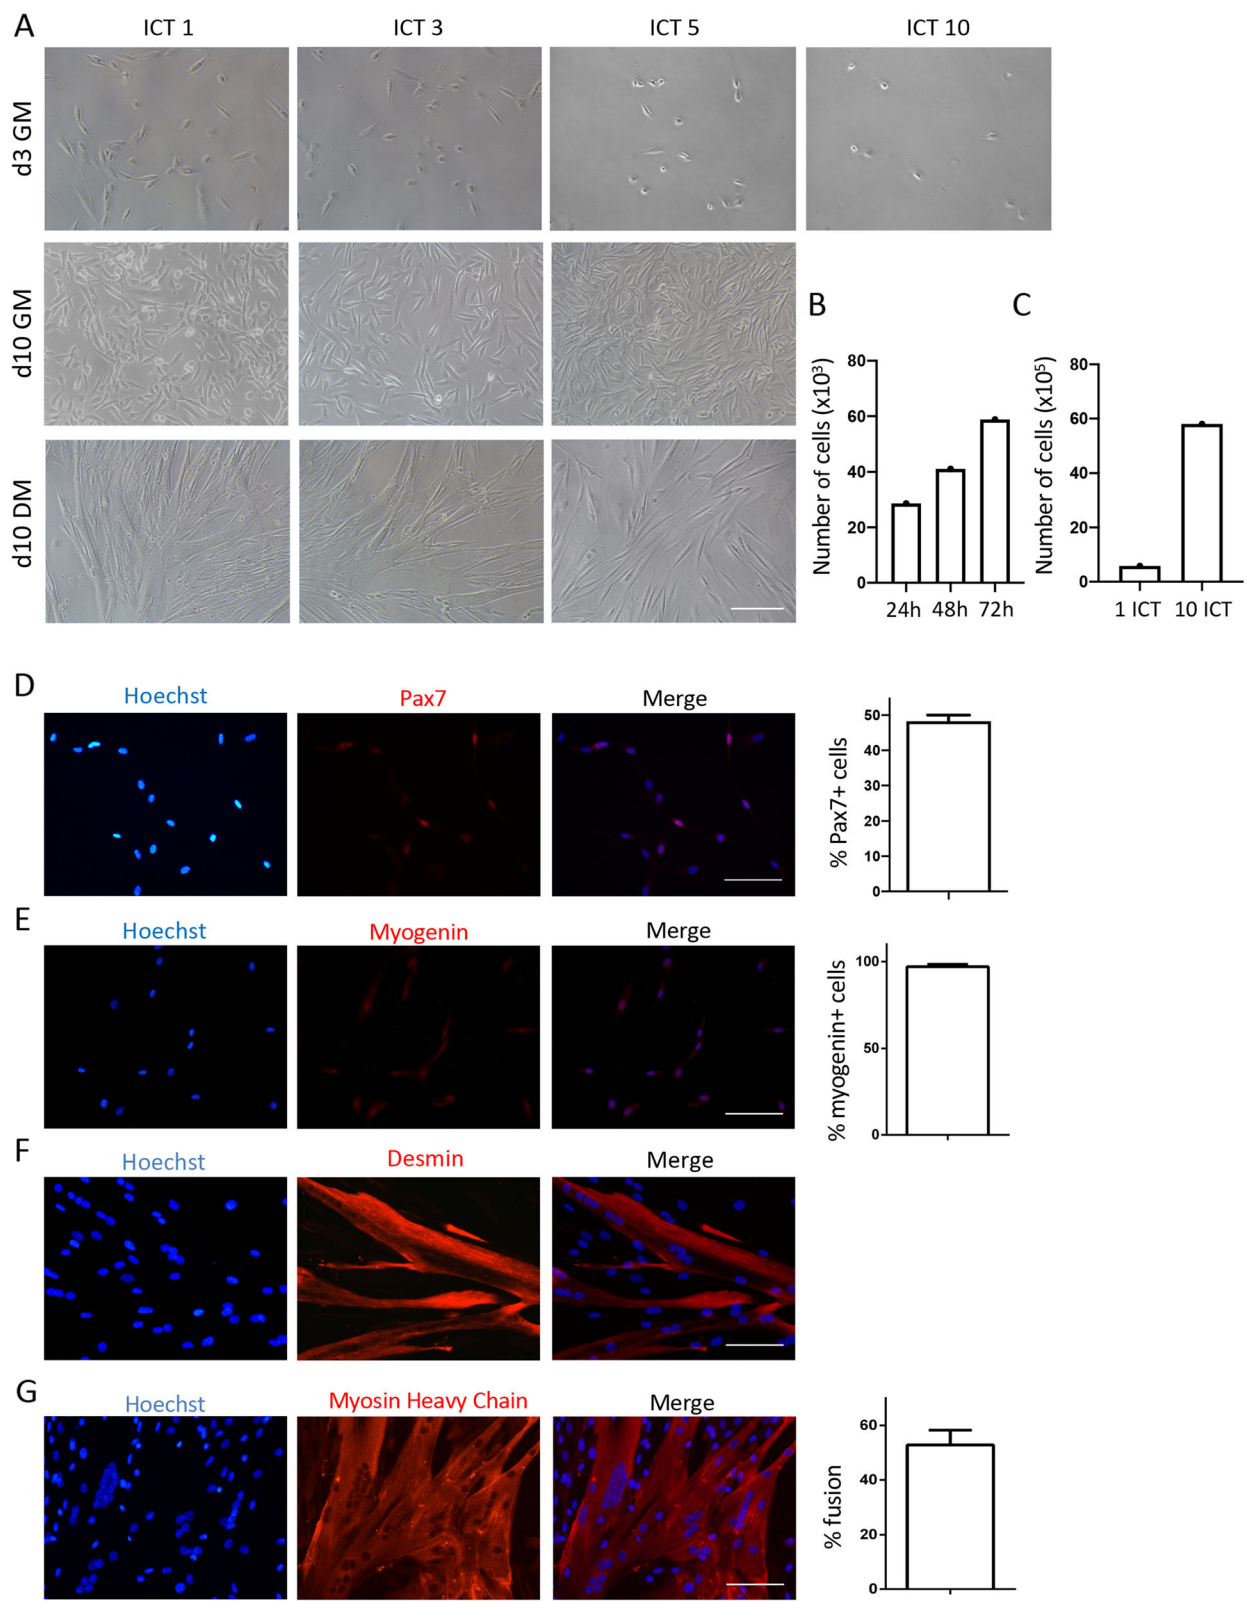 A
ICT 1 ICT 3 ICT 5 ICT 10
d3 GM
d10 GM
d10 DM
B
Number of cells (x10³)
80
60
40
20
0
24h 48h 72h
C
Number of cells (x10⁵)
80
60
40
20
0
1 ICT 10 ICT
D
Hoechst Pax7 Merge
% Pax7+ cells
50
40
30
20
10
0
E
Hoechst Myogenin Merge
% myogenin+ cells
100
50
0
F
Hoechst Desmin Merge
G
Hoechst Myosin Heavy Chain Merge
% fusion
60
40
20
0